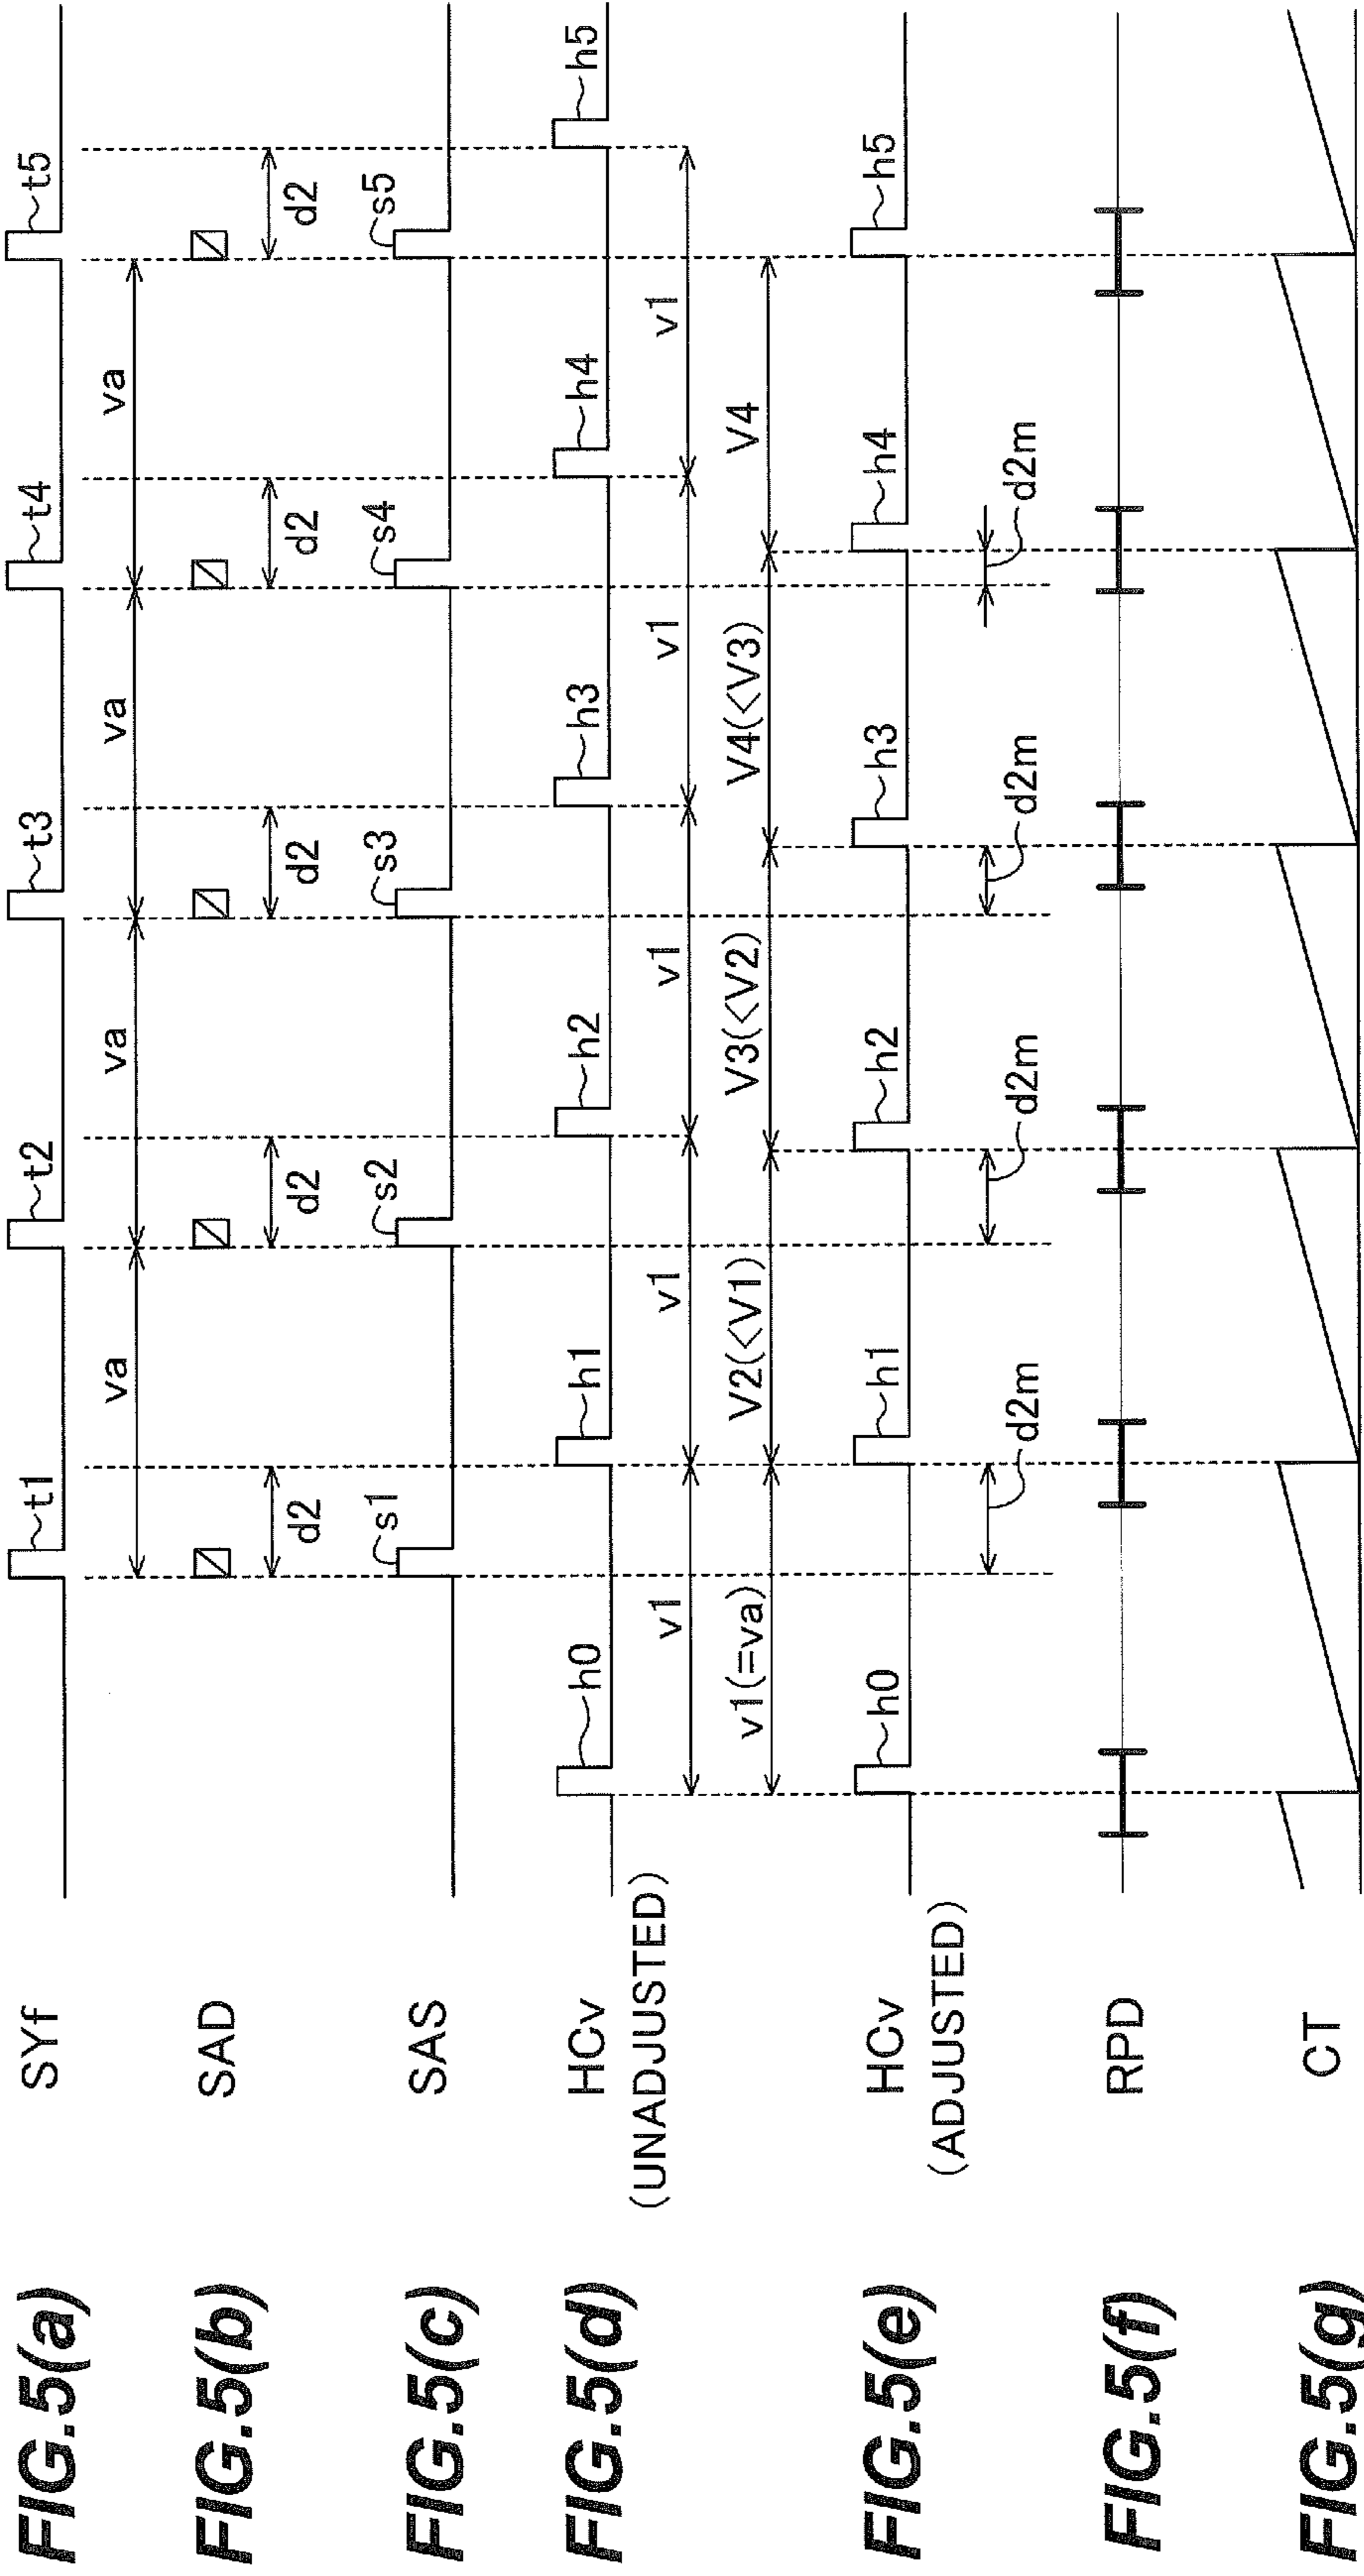 FIG.5(a) SYf t1 t2 t3 t4 t5
va va va va
FIG.5(b) SAD
d2 d2 d2 d2 d2
FIG.5(c) SAS s1 s2 s3 s4 s5
FIG.5(d) HCv (UNADJUSTED) h0 h1 h2 h3 h4 h5
v1 v1 v1 v1 v1
v1(=va) V2(<V1) V3(<V2) V4(<V3) V4
FIG.5(e) HCv (ADJUSTED) h0 h1 h2 h3 h4 h5
d2m d2m d2m d2m
FIG.5(f) RPD
FIG.5(g) CT